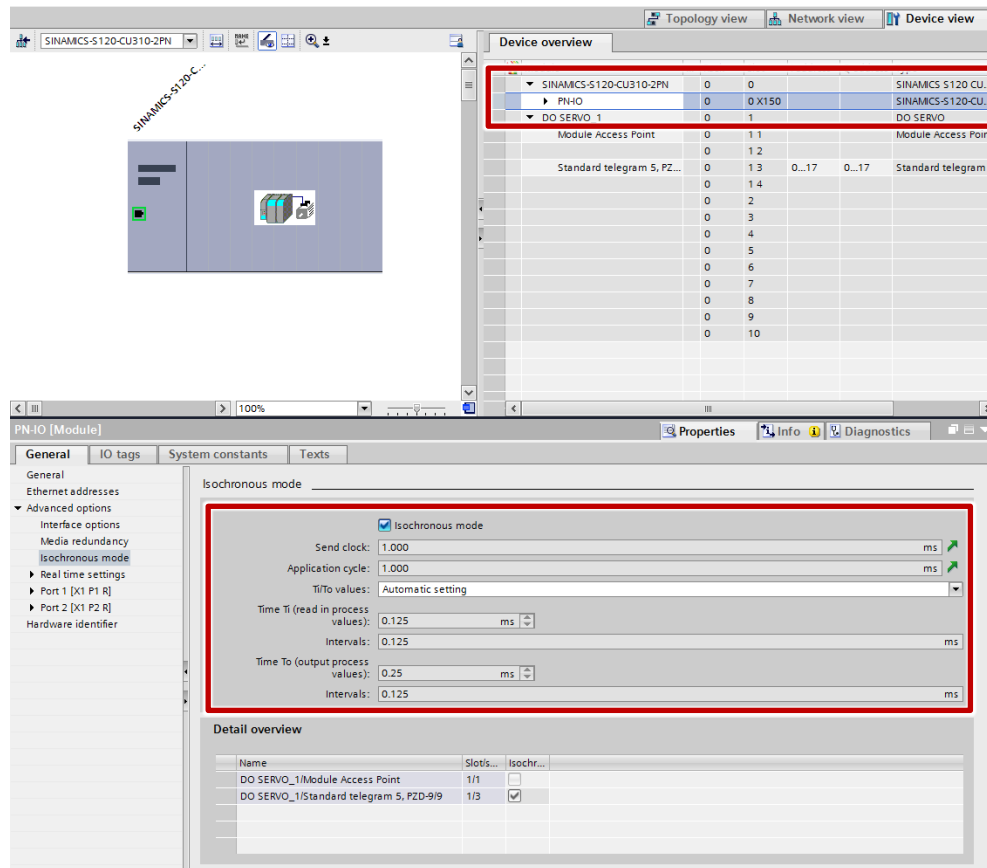 Topology view Network view Device view
SINAMICS-S120-CU310-2PN
Device overview
SINAMICS-S120-C...
SINAMICS-S120-CU310-2PN 0 0 SINAMICS S120 CU...
PN-IO 0 0 X150 SINAMICS-S120-CU...
DO SERVO_1 0 1 DO SERVO
Module Access Point 0 1 1 Module Access Poin
0 1 2
Standard telegram 5, PZ... 0 1 3 0...17 0...17 Standard telegram
0 1 4
0 2
0 3
0 4
0 5
0 6
0 7
0 8
0 9
0 10
100%
PN-IO [Module]
Properties Info Diagnostics
General IO tags System constants Texts
General
Ethernet addresses
Advanced options
Interface options
Media redundancy
Isochronous mode
Real time settings
Port 1 [X1 P1 R]
Port 2 [X1 P2 R]
Hardware identifier
Isochronous mode
Isochronous mode
Send clock: 1.000 ms
Application cycle: 1.000 ms
Ti/To values: Automatic setting
Time Ti (read in process
values): 0.125 ms
Intervals: 0.125 ms
Time To (output process
values): 0.25 ms
Intervals: 0.125 ms
Detail overview
Name Slot/s... Isochr...
DO SERVO_1/Module Access Point 1/1
DO SERVO_1/Standard telegram 5, PZD-9/9 1/3